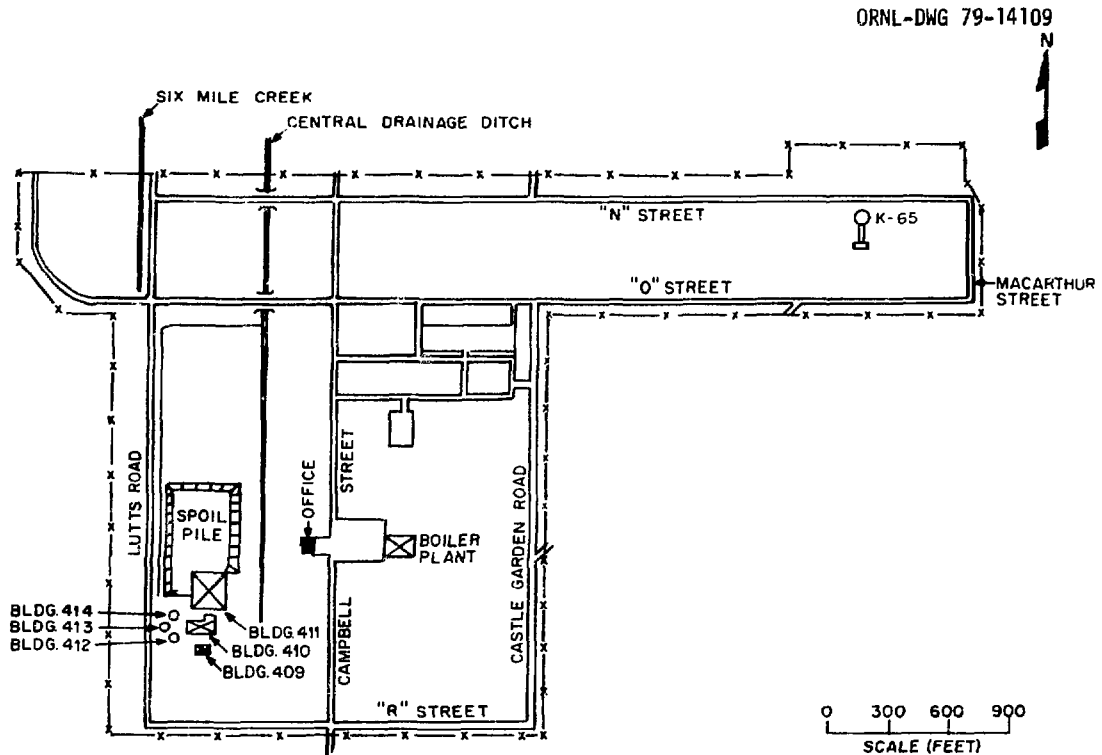 ORNL-DWG 79-14109
N
SIX MILE CREEK
CENTRAL DRAINAGE DITCH
"N" STREET
K-65
"O" STREET
MACARTHUR
STREET
LUTTS ROAD
SPOIL
PILE
OFFICE
STREET
BOILER
PLANT
CASTLE GARDEN ROAD
BLDG. 414
BLDG. 413
BLDG. 412
BLDG. 411
BLDG. 410
BLDG. 409
CAMPBELL
"R" STREET
0 300 600 900
SCALE (FEET)